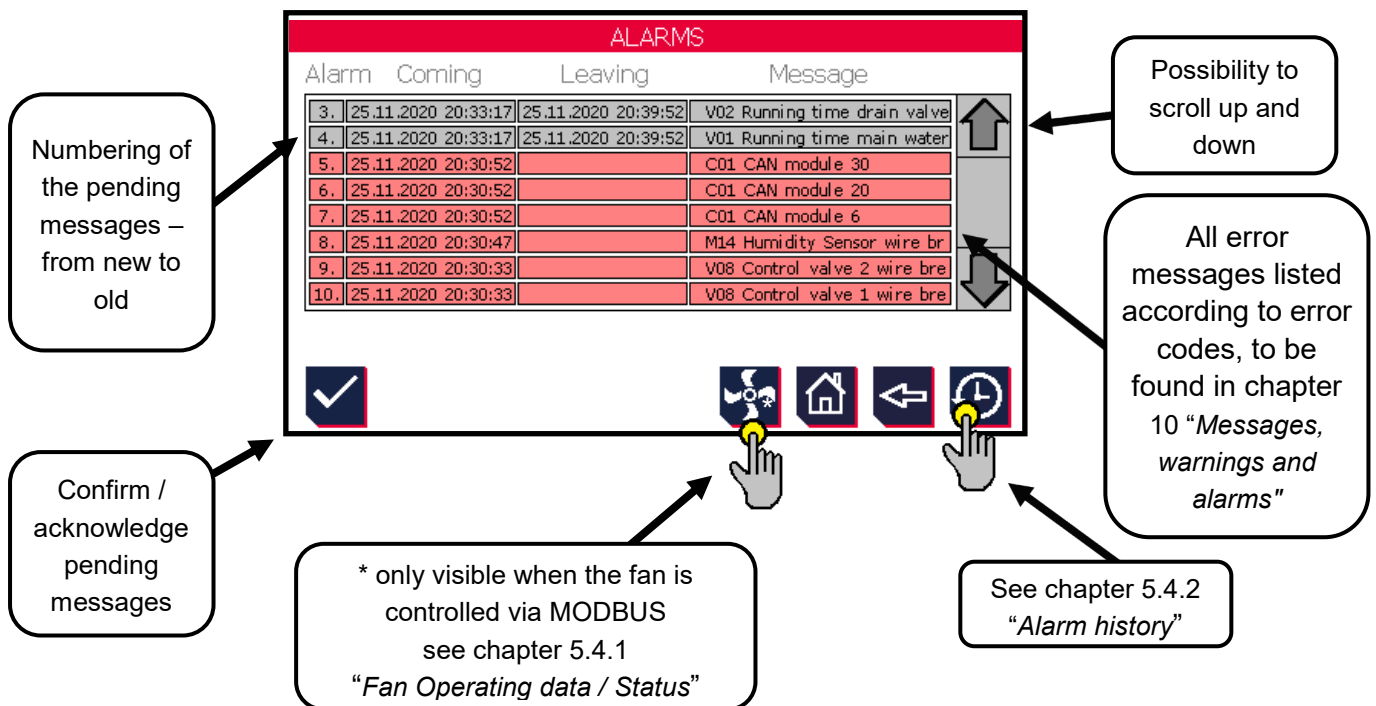 ALARMS
Alarm Coming Leaving Message
3. 25.11.2020 20:33:17 25.11.2020 20:39:52 V02 Running time drain valve
4. 25.11.2020 20:33:17 25.11.2020 20:39:52 V01 Running time main water
5. 25.11.2020 20:30:52 C01 CAN module 30
6. 25.11.2020 20:30:52 C01 CAN module 20
7. 25.11.2020 20:30:52 C01 CAN module 6
8. 25.11.2020 20:30:47 M14 Humidity Sensor wire br
9. 25.11.2020 20:30:33 V08 Control valve 2 wire bre
10. 25.11.2020 20:30:33 V08 Control valve 1 wire bre
Numbering of
the pending
messages –
from new to
old
Possibility to
scroll up and
down
All error
messages listed
according to error
codes, to be
found in chapter
10 “Messages,
warnings and
alarms"
Confirm /
acknowledge
pending
messages
* only visible when the fan is
controlled via MODBUS
see chapter 5.4.1
“Fan Operating data / Status”
See chapter 5.4.2
“Alarm history”